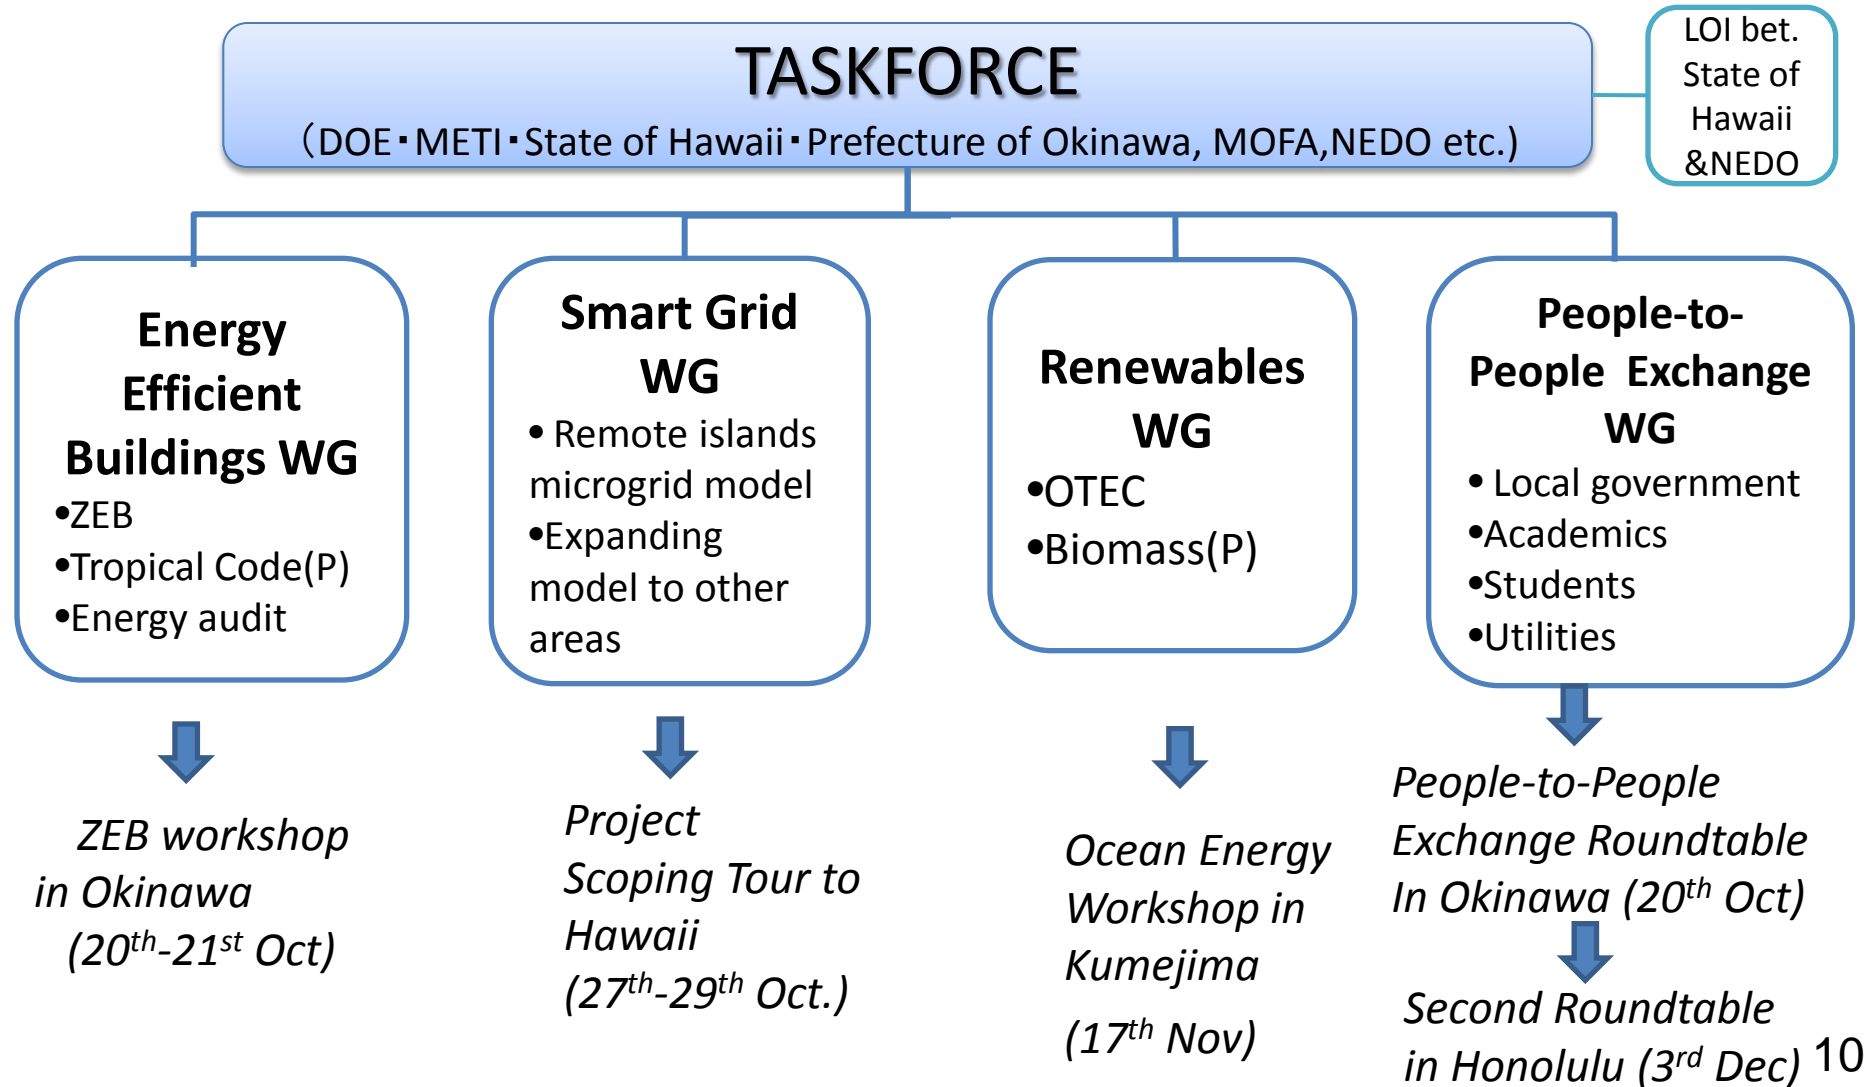 TASKFORCE
（DOE・METI・State of Hawaii・Prefecture of Okinawa, MOFA,NEDO etc.)
LOI bet.
State of
Hawaii
&NEDO
Energy
Efficient
Buildings WG
•ZEB
•Tropical Code(P)
•Energy audit
Smart Grid
WG
• Remote islands
microgrid model
•Expanding
model to other
areas
Renewables
WG
•OTEC
•Biomass(P)
People-to-
People Exchange
WG
• Local government
•Academics
•Students
•Utilities
ZEB workshop
in Okinawa
(20th-21st Oct)
Project
Scoping Tour to
Hawaii
(27th-29th Oct.)
Ocean Energy
Workshop in
Kumejima
(17th Nov)
People-to-People
Exchange Roundtable
In Okinawa (20th Oct)
Second Roundtable
in Honolulu (3rd Dec)
10